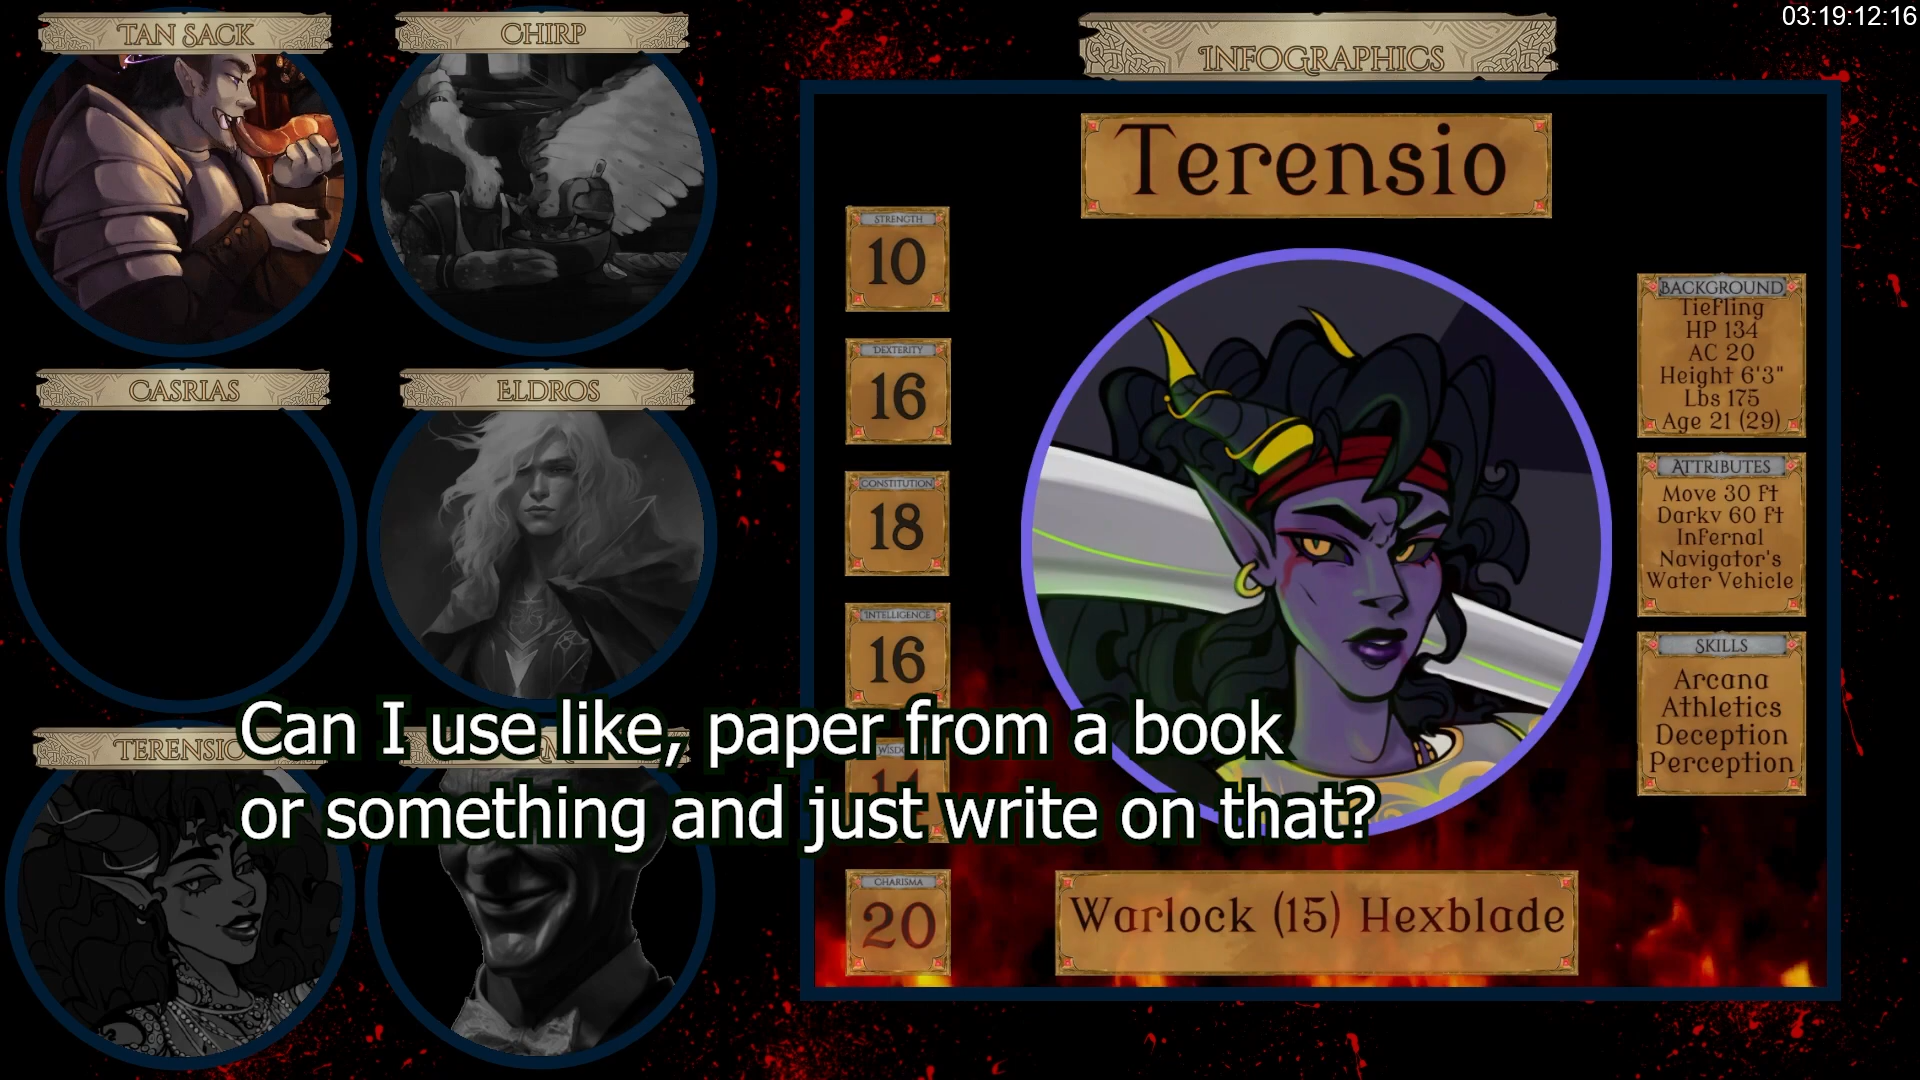 03:19:12:16
TAN SACK
CHIRP
INFOGRAPHICS
Terensio
STRENGTH
10
DEXTERITY
16
CONSTITUTION
18
INTELLIGENCE
16
14
CHARISMA
20
BACKGROUND
Tiefling
HP 134
AC 20
Height 6'3"
Lbs 175
Age 21 (29)
ATTRIBUTES
Move 30 ft
Darkv 60 ft
Infernal
Navigator's
Water Vehicle
SKILLS
Arcana
Athletics
Deception
Perception
CASRIAS
ELDROS
TERENSIO
Can I use like, paper from a book
or something and just write on that?
Warlock (15) Hexblade